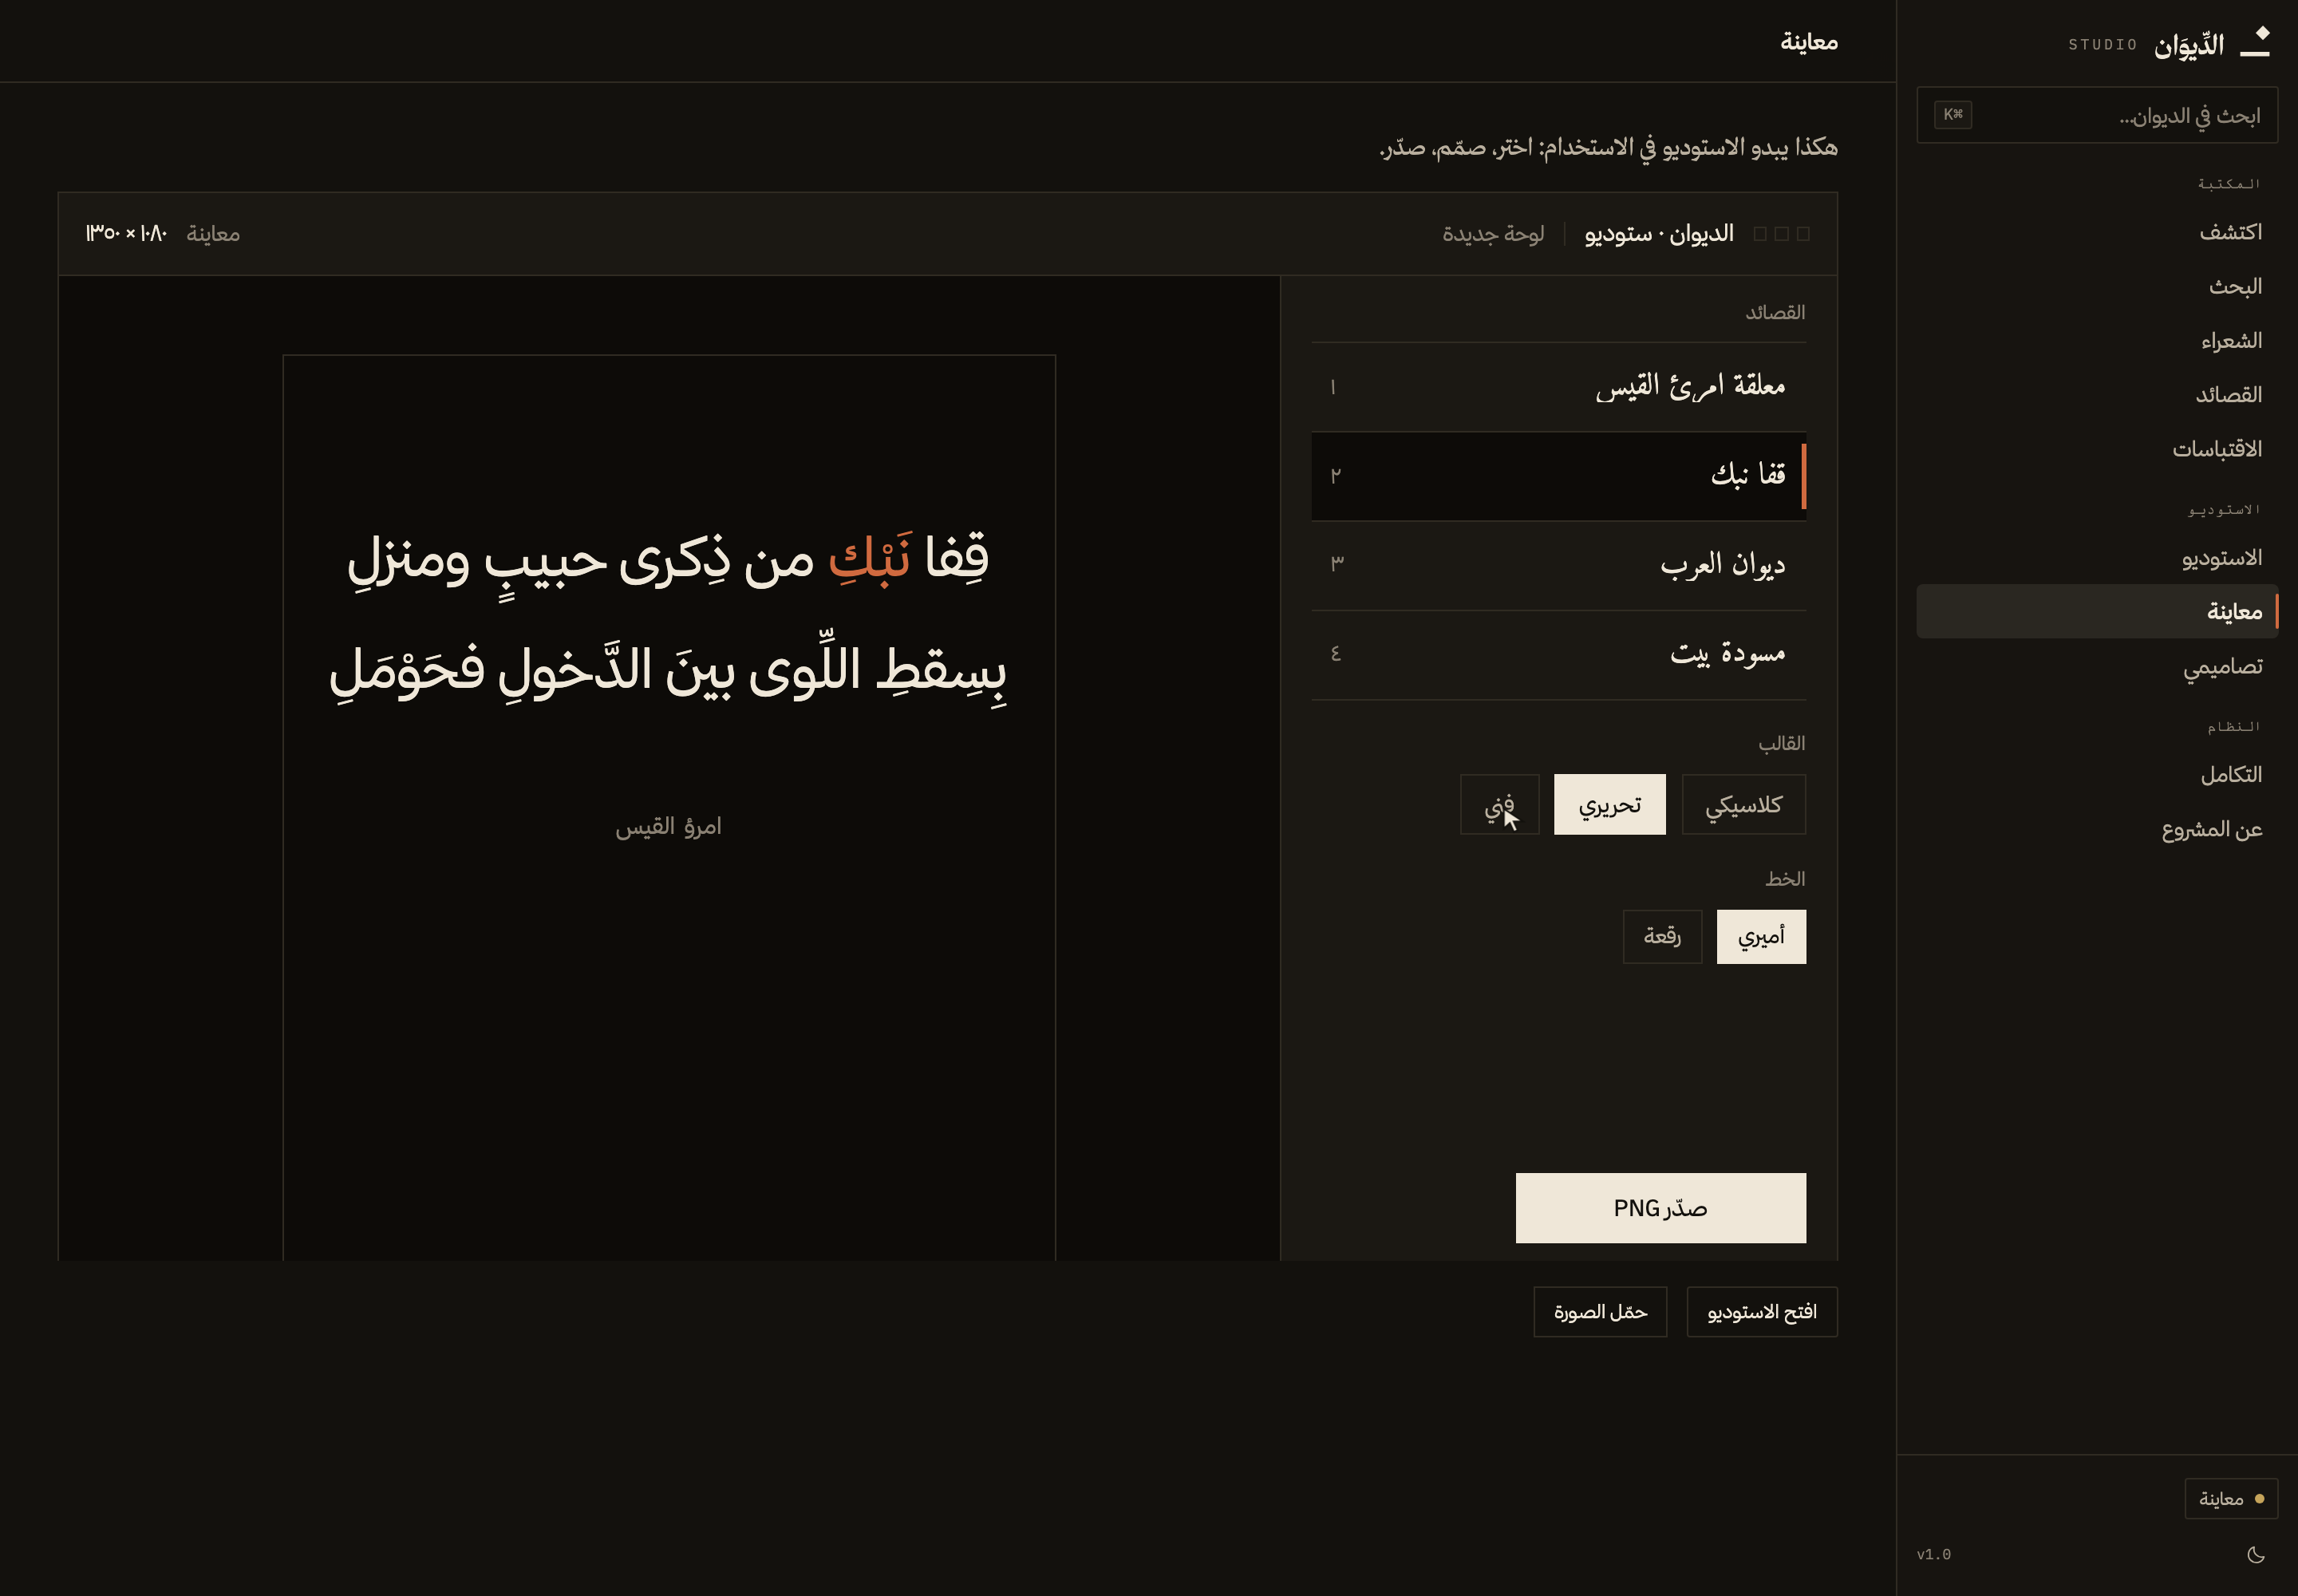 الدِّيوَان STUDIO
ابحث في الديوان...
⌘K
المكتبة
اكتشف
البحث
الشعراء
القصائد
الاقتباسات
الاستوديو
الاستوديو
معاينة
تصاميمي
النظام
التكامل
عن المشروع
معاينة
v1.0
معاينة
هكذا يبدو الاستوديو في الاستخدام: اختر، صمّم، صدّر.
الديوان · ستوديو
لوحة جديدة
معاينة ١٠٨٠ × ١٣٥٠
القصائد
معلقة امرئ القيس ١
قفا نبك ٢
ديوان العرب ٣
مسودة بيت ٤
القالب
كلاسيكي تحريري فني
الخط
أميري رقعة
صدّر PNG
قِفا نَبْكِ من ذِكرى حبيبٍ ومنزلِ
بِسِقطِ اللِّوى بينَ الدَّخولِ فحَوْمَلِ
امرؤ القيس
افتح الاستوديو
حمّل الصورة